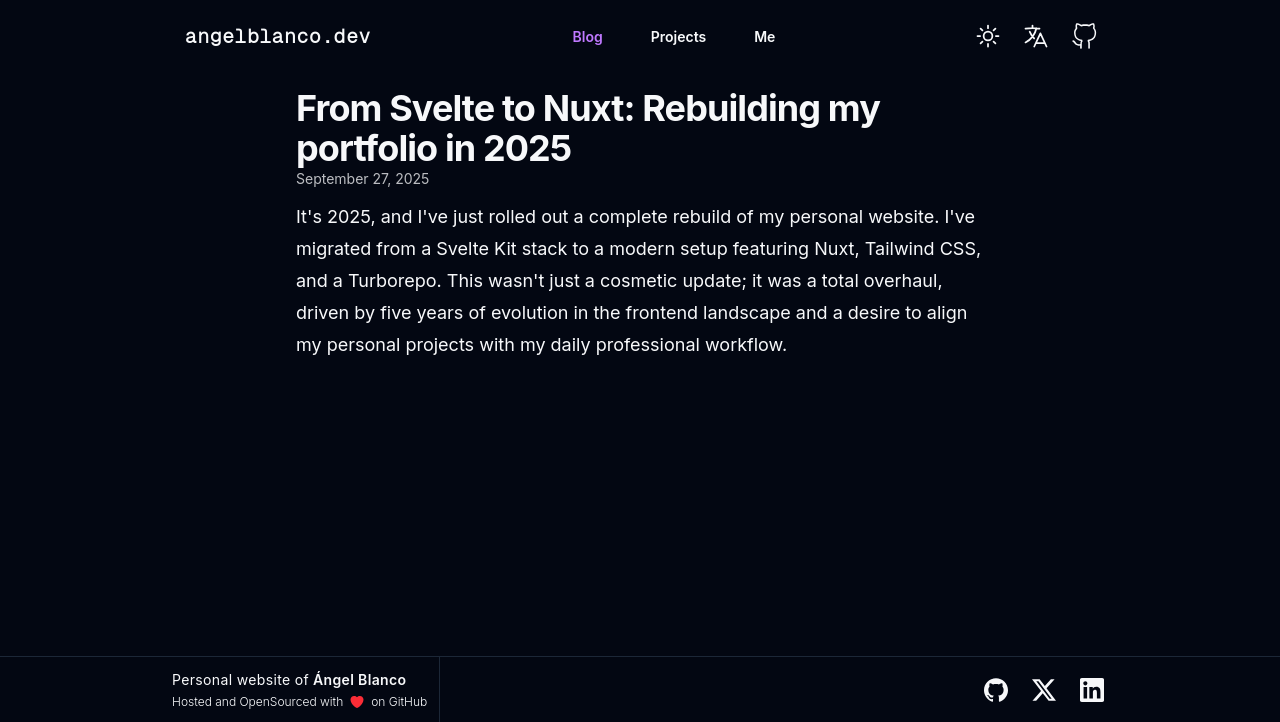 angelblanco.dev
Blog
Projects
Me
From Svelte to Nuxt: Rebuilding my
portfolio in 2025
September 27, 2025
It's 2025, and I've just rolled out a complete rebuild of my personal website. I've
migrated from a Svelte Kit stack to a modern setup featuring Nuxt, Tailwind CSS,
and a Turborepo. This wasn't just a cosmetic update; it was a total overhaul,
driven by five years of evolution in the frontend landscape and a desire to align
my personal projects with my daily professional workflow.
Personal website of Ángel Blanco
Hosted and OpenSourced with ❤️ on GitHub